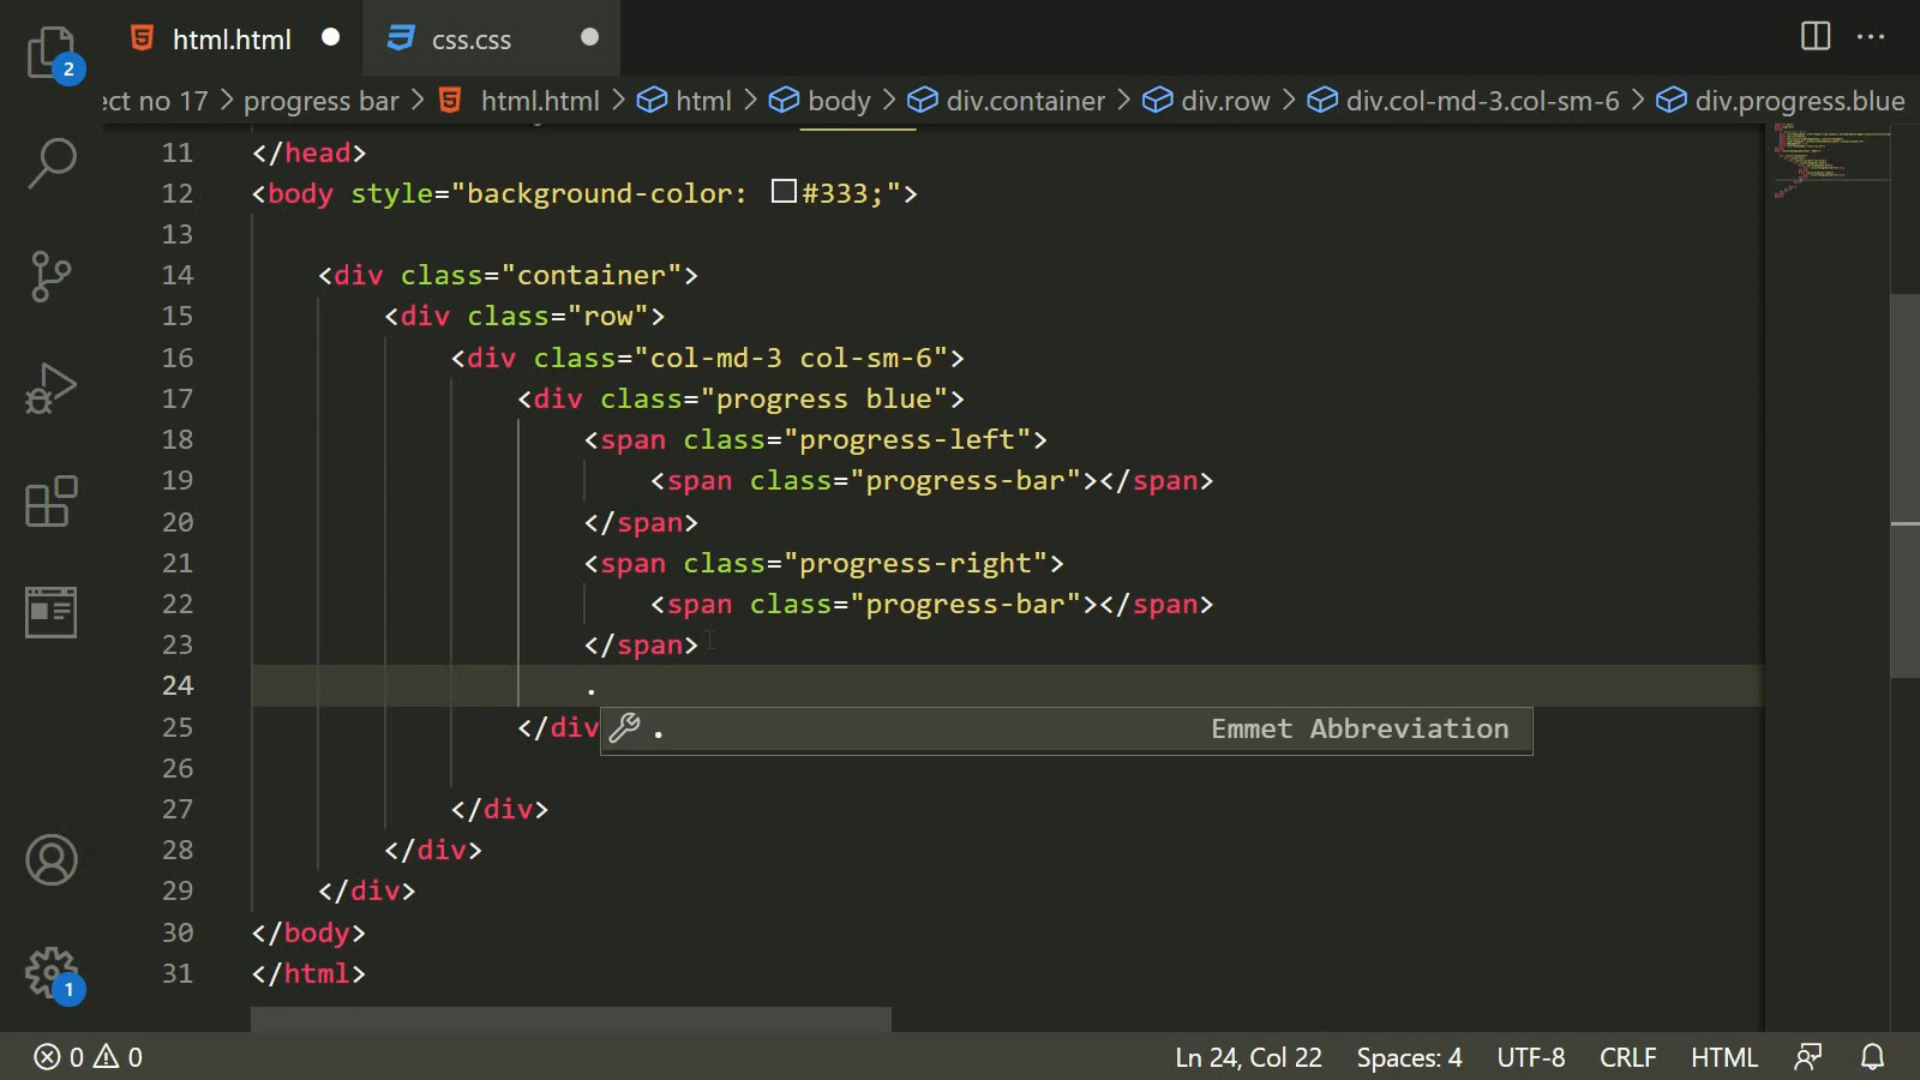 html.html
css.css
2
ect no 17 > progress bar > html.html > html > body > div.container > div.row > div.col-md-3.col-sm-6 > div.progress.blue
11 </head>
12 <body style="background-color: #333;">
13
14 <div class="container">
15 <div class="row">
16 <div class="col-md-3 col-sm-6">
17 <div class="progress blue">
18 <span class="progress-left">
19 <span class="progress-bar"></span>
20 </span>
21 <span class="progress-right">
22 <span class="progress-bar"></span>
23 </span>
24 .
25 </div
. Emmet Abbreviation
26
27 </div>
28 </div>
29 </div>
30 </body>
31 </html>
1
0 0 Ln 24, Col 22 Spaces: 4 UTF-8 CRLF HTML